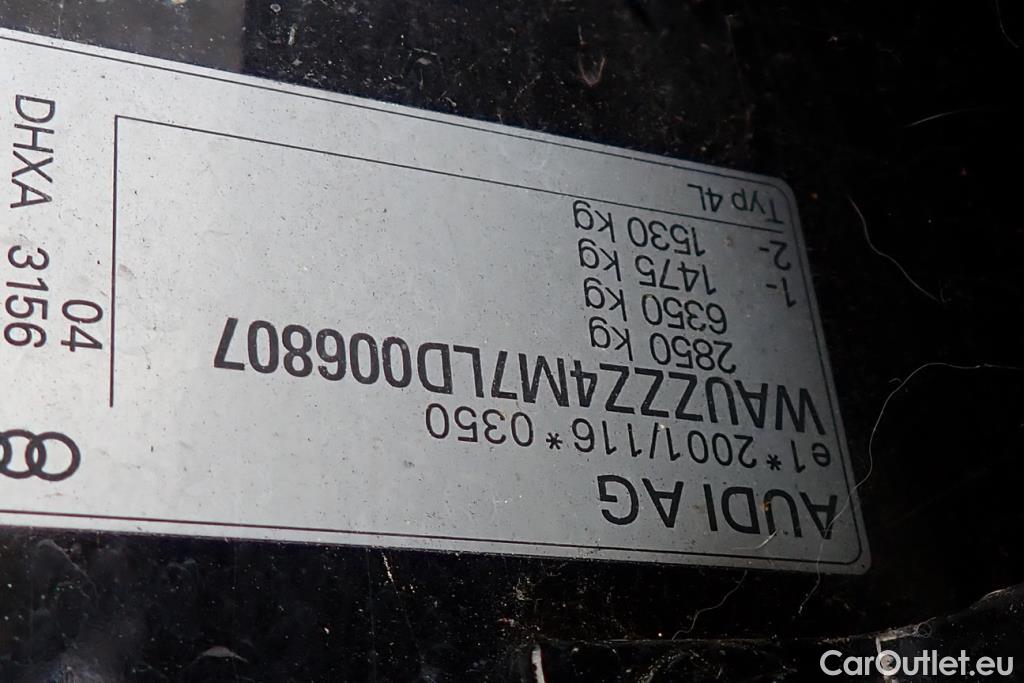 AUDI AG
e1*2001/116*0350
WAUZZZ4M7LD006807
2850 kg
6350 kg
1- 1475 kg
2- 1530 kg
Typ 4L
04
DHXA 3156
CarOutlet.eu